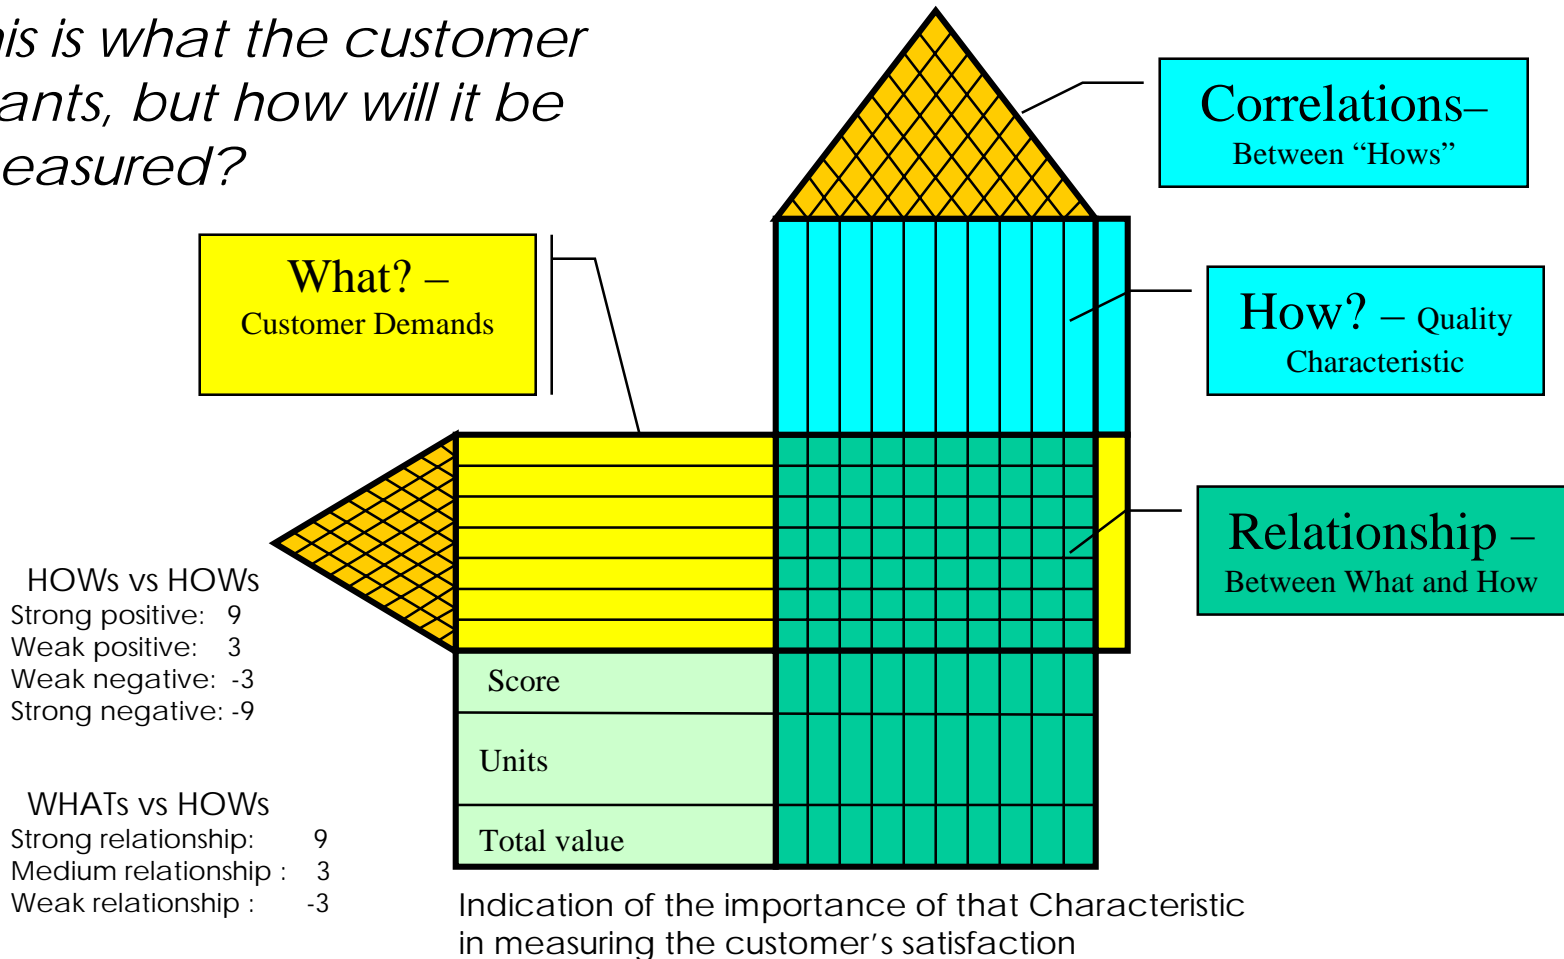 his is what the customer
ants, but how will it be
easured?
Correlations–
Between “Hows”
What? –
Customer Demands
How? – Quality
Characteristic
Relationship –
Between What and How
HOWs vs HOWs
Strong positive: 9
Weak positive: 3
Weak negative: -3
Strong negative: -9
WHATs vs HOWs
Strong relationship: 9
Medium relationship : 3
Weak relationship : -3
Score
Units
Total value
Indication of the importance of that Characteristic
in measuring the customer’s satisfaction